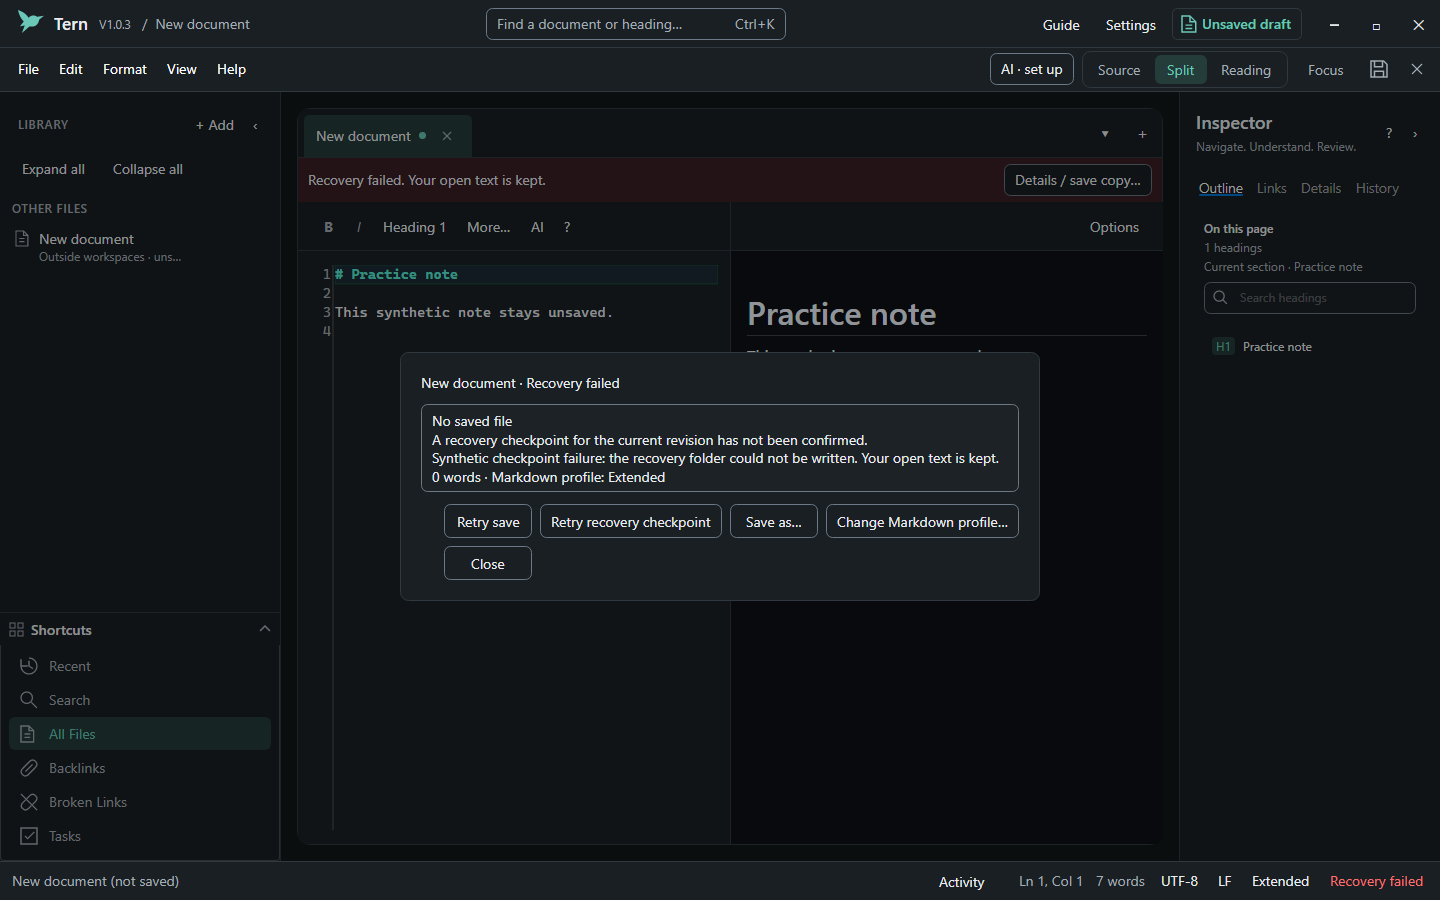 Tern V1.0.3 / New document
Find a document or heading... Ctrl+K
Guide Settings Unsaved draft
File Edit Format View Help
AI · set up Source Split Reading Focus
LIBRARY + Add
Expand all Collapse all
OTHER FILES
New document
Outside workspaces · uns...
Shortcuts
Recent
Search
All Files
Backlinks
Broken Links
Tasks
New document
Recovery failed. Your open text is kept. Details / save copy...
B I Heading 1 More... AI ? Options
1 # Practice note
2
3 This synthetic note stays unsaved.
4
Practice note
New document · Recovery failed
No saved file
A recovery checkpoint for the current revision has not been confirmed.
Synthetic checkpoint failure: the recovery folder could not be written. Your open text is kept.
0 words · Markdown profile: Extended
Retry save Retry recovery checkpoint Save as... Change Markdown profile...
Close
Inspector ?
Navigate. Understand. Review.
Outline Links Details History
On this page
1 headings
Current section · Practice note
Search headings
H1 Practice note
New document (not saved)
Activity Ln 1, Col 1 7 words UTF-8 LF Extended Recovery failed